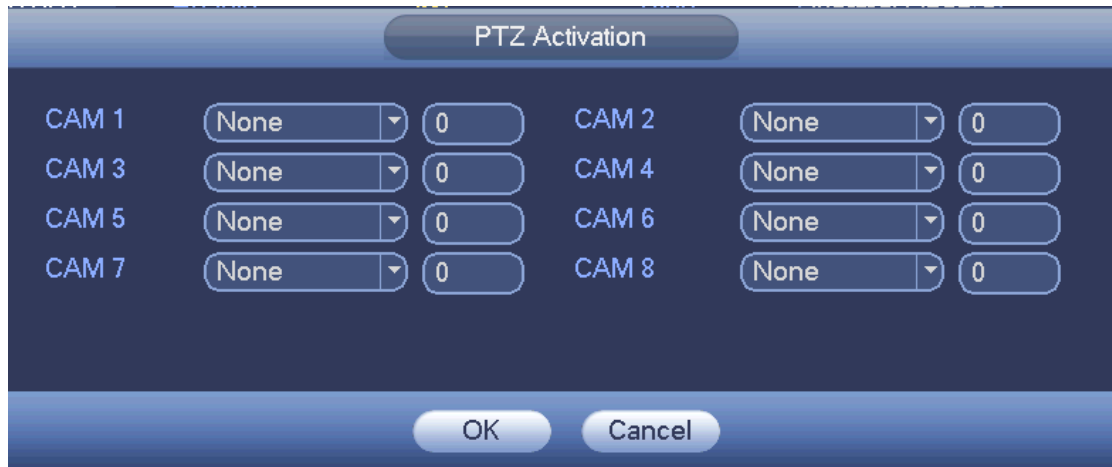 PTZ Activation
CAM 1 None 0 CAM 2 None 0
CAM 3 None 0 CAM 4 None 0
CAM 5 None 0 CAM 6 None 0
CAM 7 None 0 CAM 8 None 0
OK Cancel